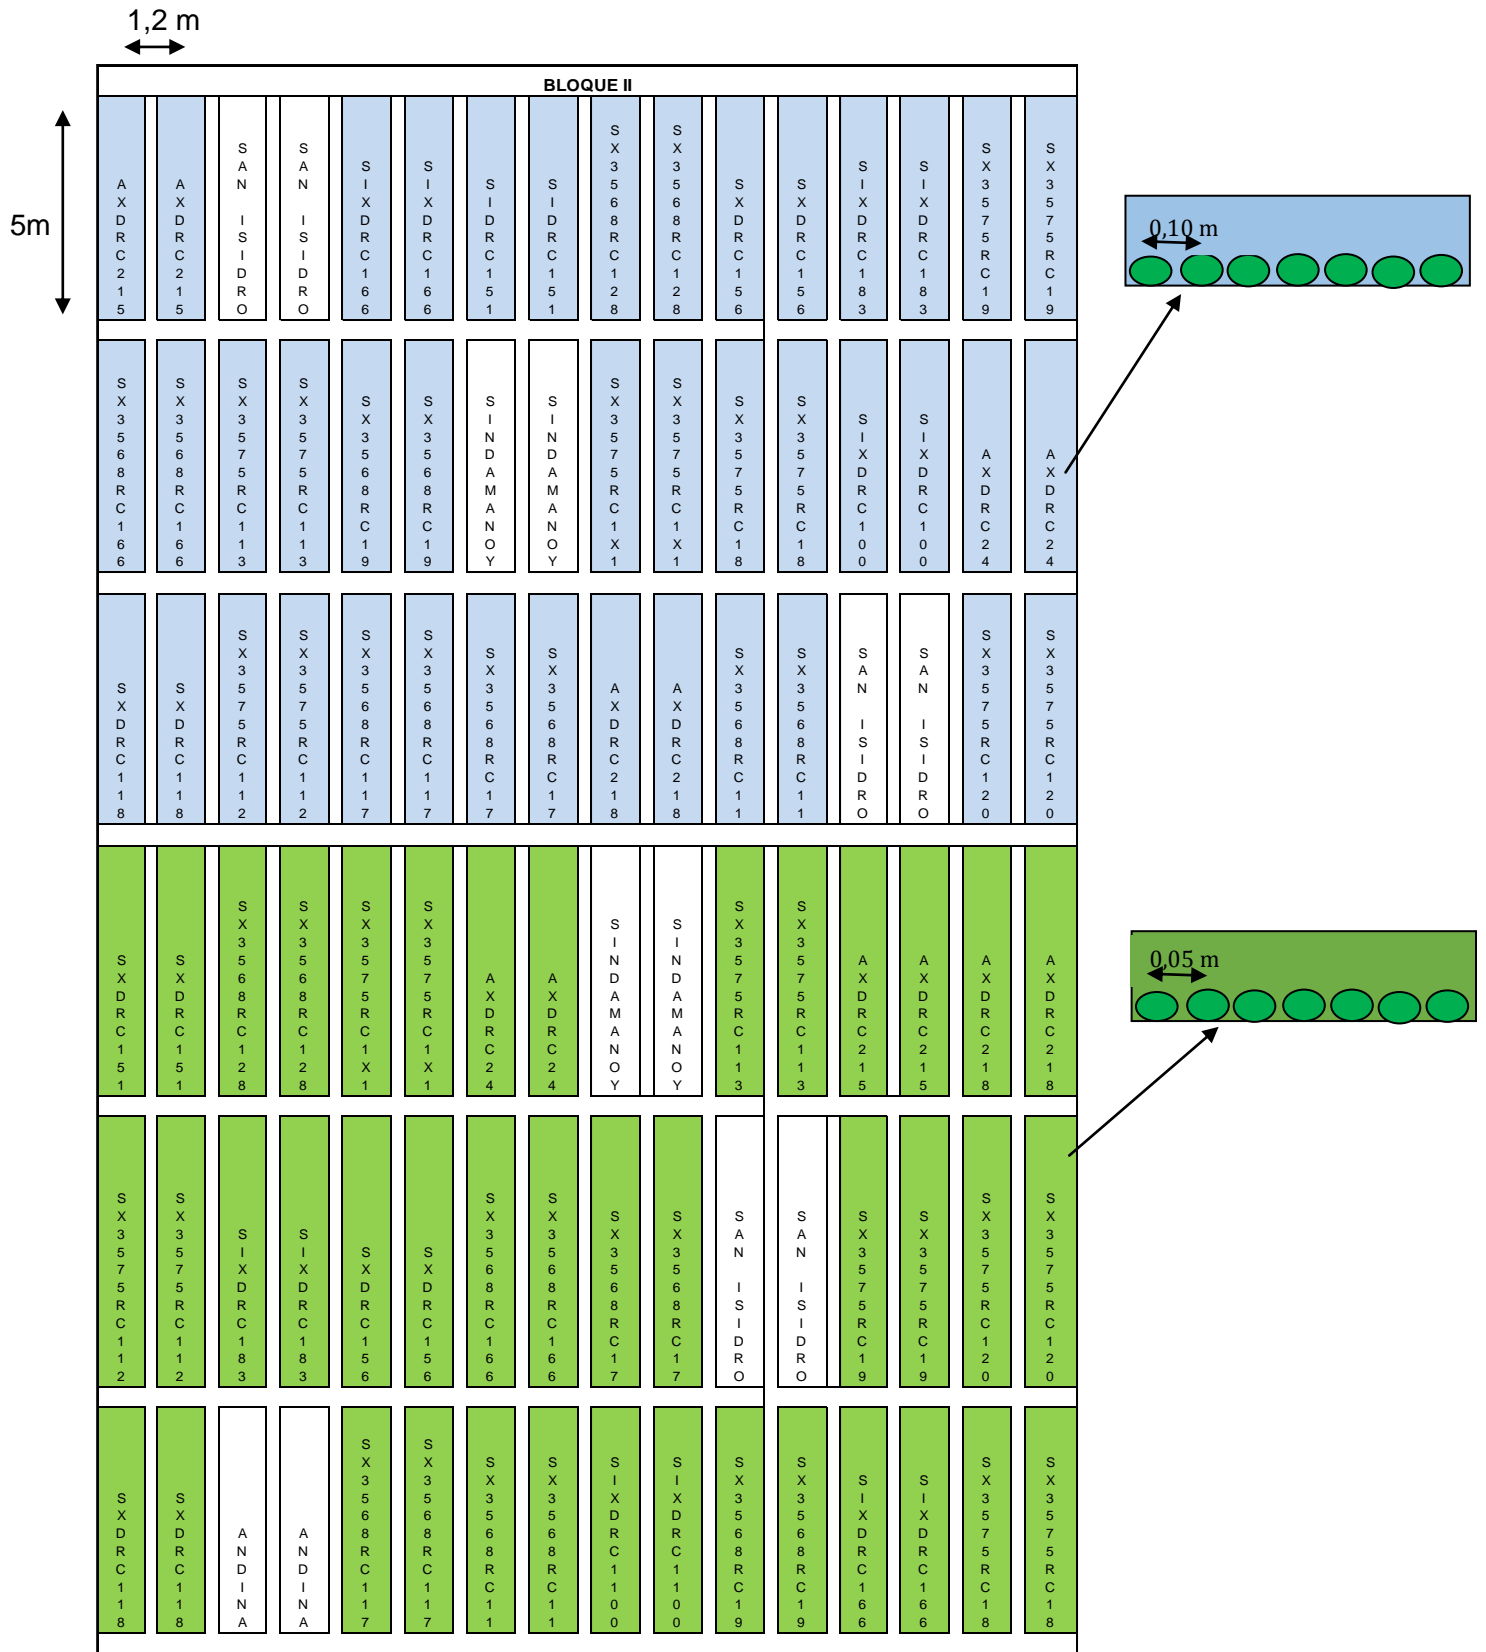 1,2 m
BLOQUE II
5m
AXDRC215
AXDRC215
SAN ISIDRO
SAN ISIDRO
SIXDRC166
SIXDRC166
SIDRC151
SIDRC151
SX3568RC128
SX3568RC128
SXDRC156
SXDRC156
SIXDRC183
SIXDRC183
SX3575RC19
SX3575RC19
0,10 m
SX3568RC166
SX3568RC166
SX3575RC113
SX3575RC113
SX3568RC19
SX3568RC19
SINDAMANOY
SINDAMANOY
SX3575RC1X1
SX3575RC1X1
SX3575RC18
SX3575RC18
SIXDRC100
SIXDRC100
AXDRC24
AXDRC24
SXDRC118
SXDRC118
SX3575RC112
SX3575RC112
SX3568RC117
SX3568RC117
SX3568RC17
SX3568RC17
AXDRC218
AXDRC218
SX3568RC11
SX3568RC11
SAN ISIDRO
SAN ISIDRO
SX3575RC120
SX3575RC120
SXDRC151
SXDRC151
SX3568RC128
SX3568RC128
SX3575RC1X1
SX3575RC1X1
AXDRC24
AXDRC24
SINDAMANOY
SINDAMANOY
SX3575RC113
SX3575RC113
AXDRC215
AXDRC215
AXDRC218
AXDRC218
0,05 m
SX3575RC112
SX3575RC112
SIXDRC183
SIXDRC183
SXDRC156
SXDRC156
SX3568RC166
SX3568RC166
SX3568RC17
SX3568RC17
SAN ISIDRO
SAN ISIDRO
SX3575RC19
SX3575RC19
SX3575RC120
SX3575RC120
SXDRC118
SXDRC118
ANDINA
ANDINA
SX3568RC117
SX3568RC117
SX3568RC11
SX3568RC11
SIXDRC1100
SIXDRC1100
SX3568RC19
SX3568RC19
SIXDRC166
SIXDRC166
SX3575RC18
SX3575RC18